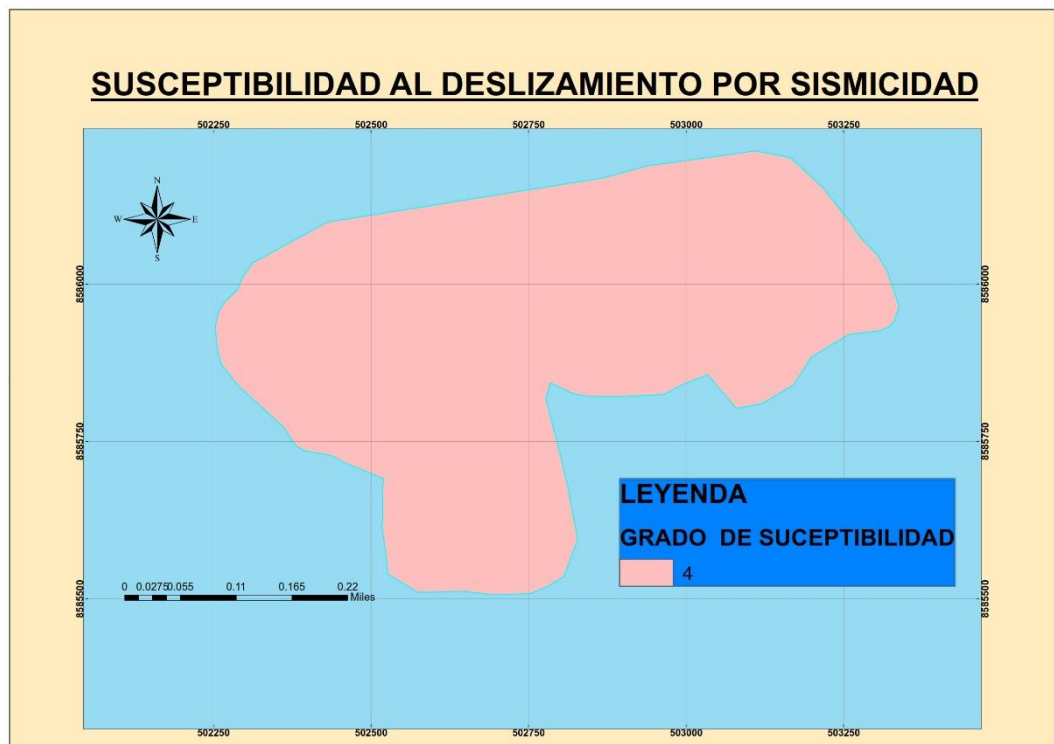 SUSCEPTIBILIDAD AL DESLIZAMIENTO POR SISMICIDAD
502250 502500 502750 503000 503250
N
W E
S
8586000 8586000
8585750 8585750
LEYENDA
GRADO DE SUCEPTIBILIDAD
4
0 0.0275 0.055 0.11 0.165 0.22
Miles
8585500 8585500
502250 502500 502750 503000 503250